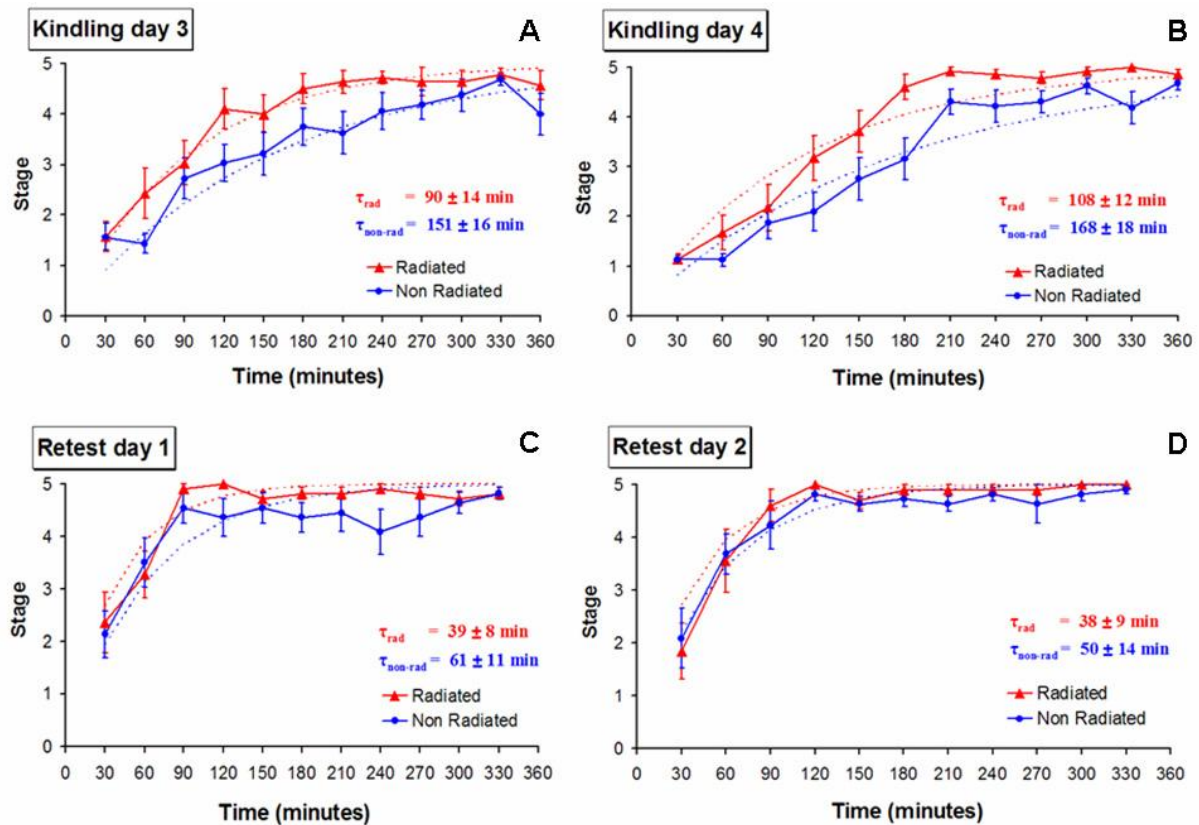 Kindling day 3
A
Stage
5
4
3
2
1
0
τrad = 90 ± 14 min
τnon-rad = 151 ± 16 min
Radiated
Non Radiated
0 30 60 90 120 150 180 210 240 270 300 330 360
Time (minutes)
Kindling day 4
B
Stage
5
4
3
2
1
0
τrad = 108 ± 12 min
τnon-rad = 168 ± 18 min
Radiated
Non Radiated
0 30 60 90 120 150 180 210 240 270 300 330 360
Time (minutes)
Retest day 1
C
Stage
5
4
3
2
1
0
τrad = 39 ± 8 min
τnon-rad = 61 ± 11 min
Radiated
Non Radiated
0 30 60 90 120 150 180 210 240 270 300 330 360
Time (minutes)
Retest day 2
D
Stage
5
4
3
2
1
0
τrad = 38 ± 9 min
τnon-rad = 50 ± 14 min
Radiated
Non Radiated
0 30 60 90 120 150 180 210 240 270 300 330 360
Time (minutes)